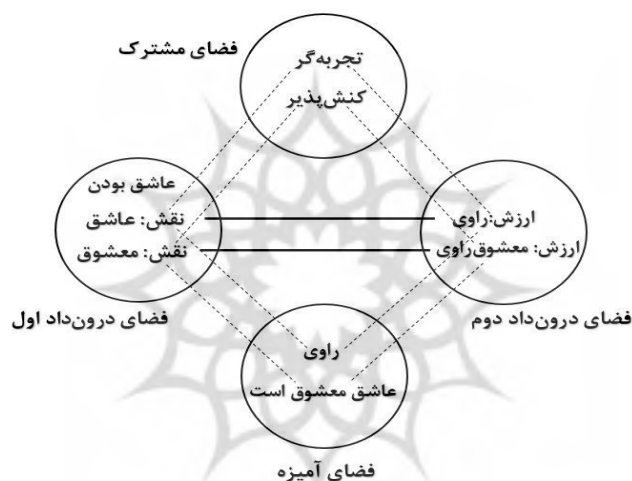 فضای مشترک
تجربه‌گر
کنش‌پذیر
عاشق بودن
نقش: عاشق
نقش: معشوق
ارزش:راوی
ارزش: معشوق‌راوی
فضای درون‌داد دوم
فضای درون‌داد اول
راوی
عاشق معشوق است
فضای آمیزه